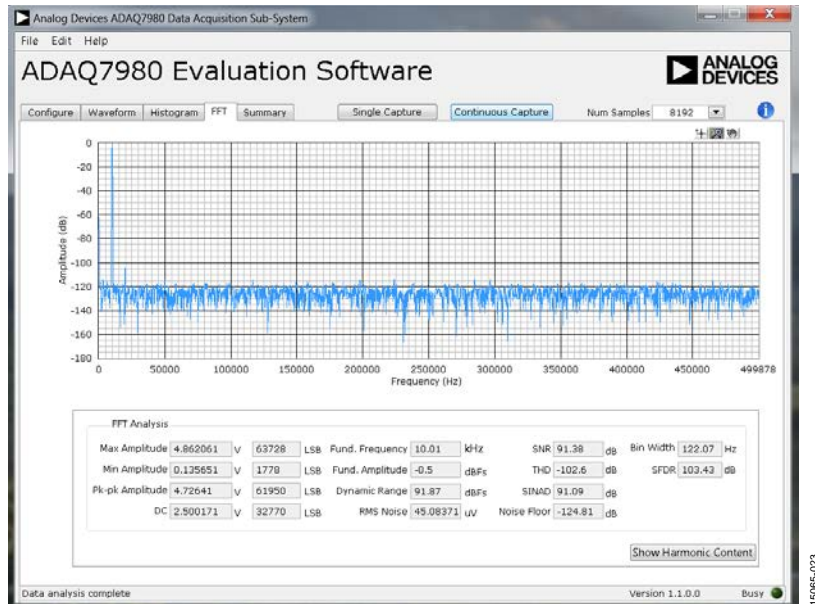 Analog Devices ADAQ7980 Data Acquisition Sub-System
File Edit Help
ADAQ7980 Evaluation Software
ANALOG
DEVICES
Configure Waveform Histogram FFT Summary Single Capture Continuous Capture Num Samples 8192
0
-20
-40
-60
-80
-100
-120
-140
-160
-180
Amplitude (dB)
0 50000 100000 150000 200000 250000 300000 350000 400000 450000 499878
Frequency (Hz)
FFT Analysis
Max Amplitude 4.862061 V 63728 LSB Fund. Frequency 10.01 kHz SNR 91.38 dB Bin Width 122.07 Hz
Min Amplitude 0.135651 V 1778 LSB Fund. Amplitude -0.5 dBFs THD -102.6 dB SFDR 103.43 dB
Pk-pk Amplitude 4.72641 V 61950 LSB Dynamic Range 91.87 dBFs SINAD 91.09 dB
DC 2.500171 V 32770 LSB RMS Noise 45.08371 uV Noise Floor -124.81 dB
Show Harmonic Content
Data analysis complete Version 1.1.0.0 Busy
15065-023